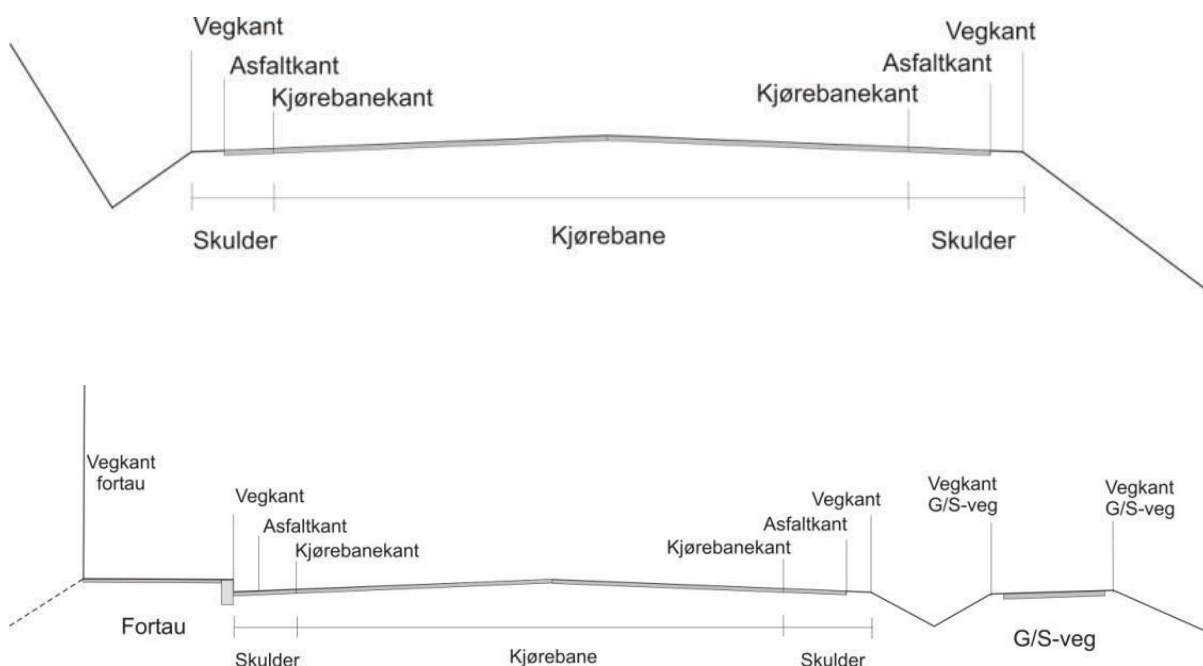 Vegkant
Asfaltkant
Kjørebanekant
Vegkant
Asfaltkant
Kjørebanekant
Skulder
Kjørebane
Skulder
Vegkant
fortau
Vegkant
Asfaltkant
Kjørebanekant
Vegkant
Asfaltkant
Kjørebanekant
Vegkant
G/S-veg
Vegkant
G/S-veg
Fortau
Skulder
Kjørebane
Skulder
G/S-veg